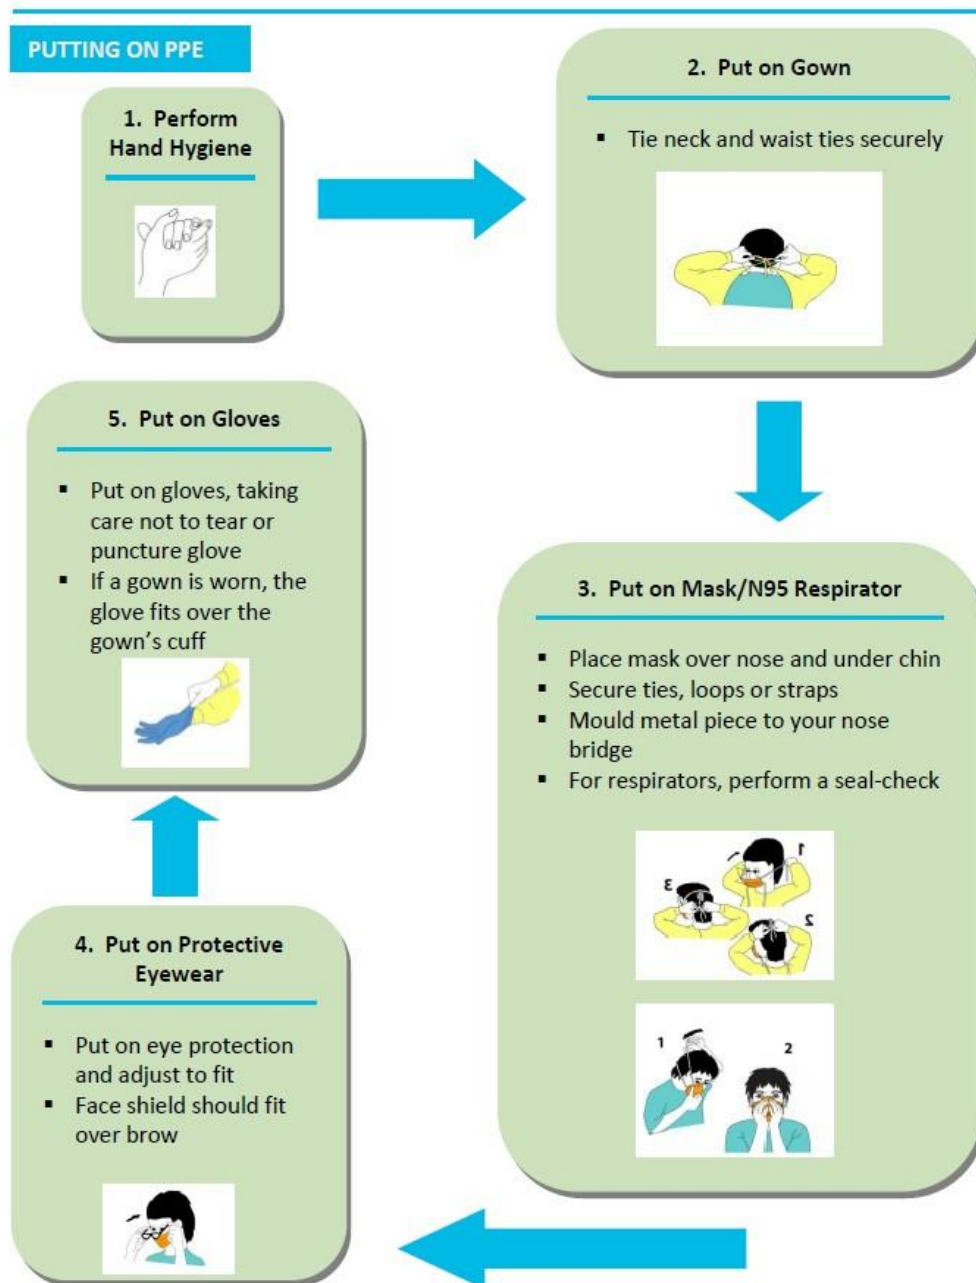 PUTTING ON PPE
1. Perform
Hand Hygiene
2. Put on Gown
▪ Tie neck and waist ties securely
3. Put on Mask/N95 Respirator
▪ Place mask over nose and under chin
▪ Secure ties, loops or straps
▪ Mould metal piece to your nose
bridge
▪ For respirators, perform a seal-check
1
2
3
1
2
4. Put on Protective
Eyewear
▪ Put on eye protection
and adjust to fit
▪ Face shield should fit
over brow
5. Put on Gloves
▪ Put on gloves, taking
care not to tear or
puncture glove
▪ If a gown is worn, the
glove fits over the
gown's cuff